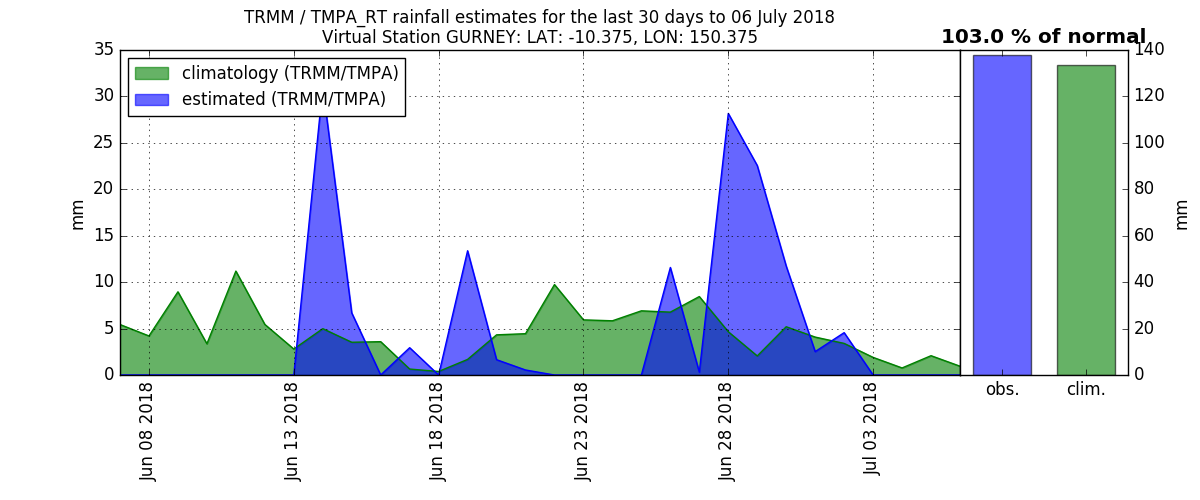 TRMM / TMPA_RT rainfall estimates for the last 30 days to 06 July 2018
Virtual Station GURNEY: LAT: -10.375, LON: 150.375
103.0 % of normal
climatology (TRMM/TMPA)
estimated (TRMM/TMPA)
35
30
25
20
15
10
5
0
mm
Jun 08 2018
Jun 13 2018
Jun 18 2018
Jun 23 2018
Jun 28 2018
Jul 03 2018
140
120
100
80
60
40
20
0
mm
obs.
clim.